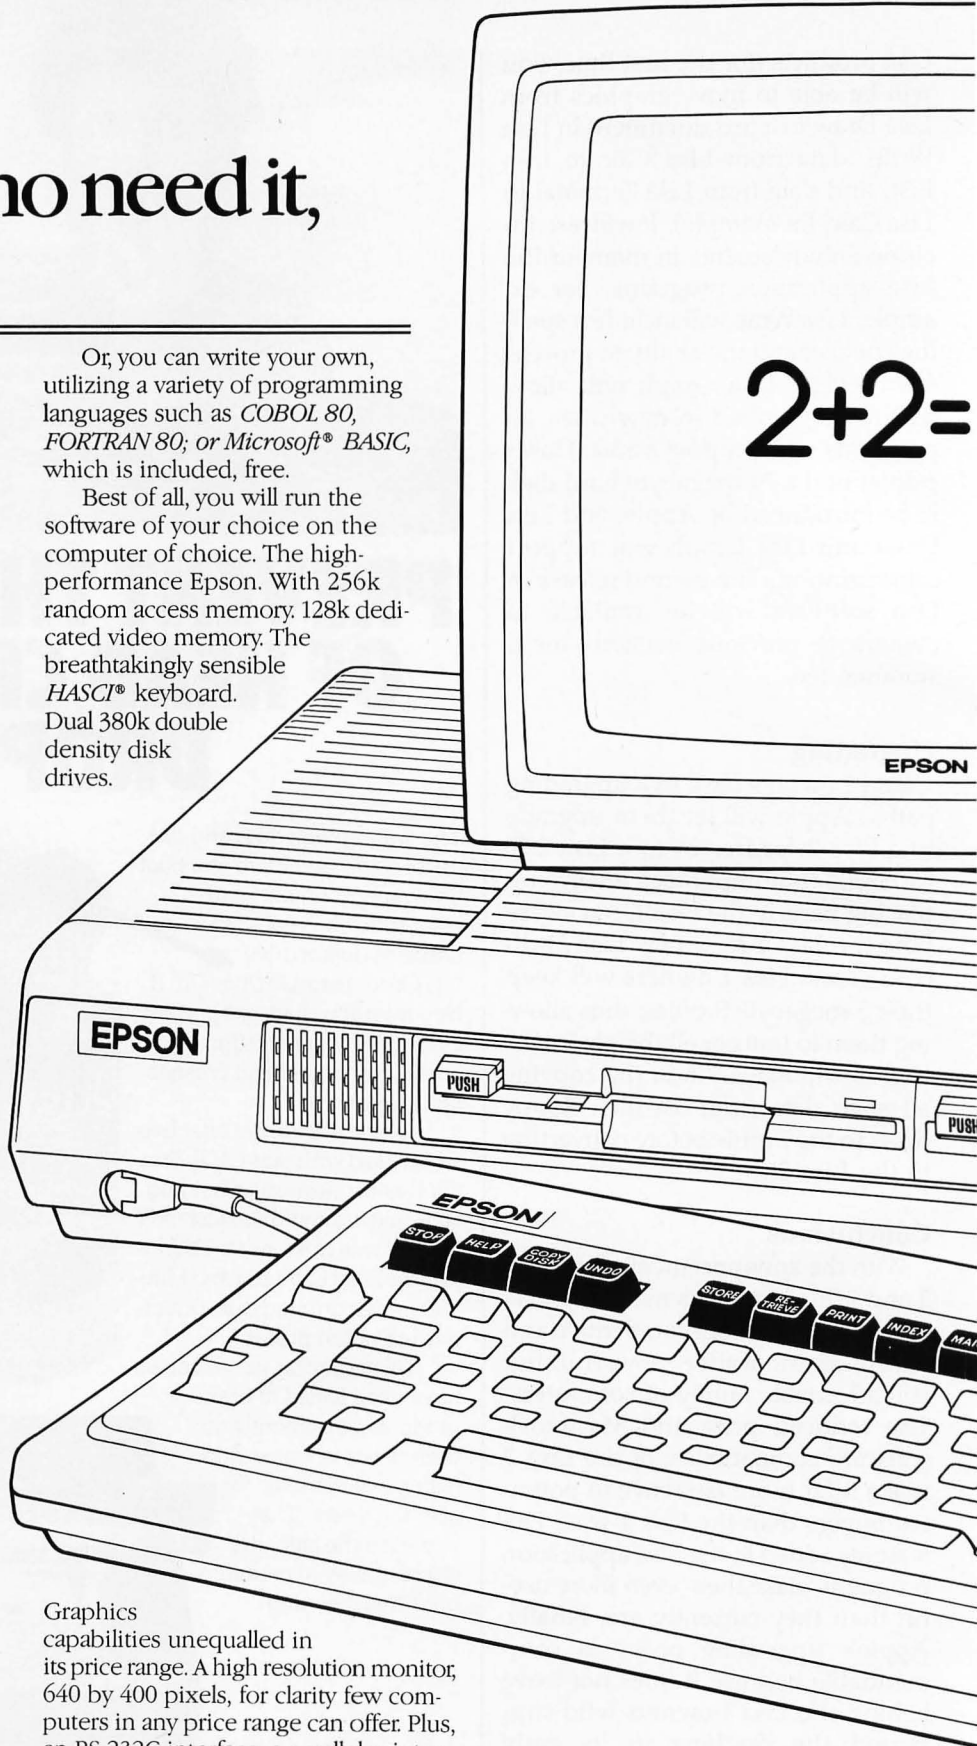 no need it,
Or, you can write your own,
utilizing a variety of programming
languages such as COBOL 80,
FORTRAN 80; or Microsoft® BASIC,
which is included, free.
Best of all, you will run the
software of your choice on the
computer of choice. The high-
performance Epson. With 256k
random access memory. 128k dedi-
cated video memory. The
breathtakingly sensible
HASCI® keyboard.
Dual 380k double
density disk
drives.
2+2=
EPSON
EPSON
PUSH
PUSH
EPSON
STOP
HELP
COPY
DISK
UNDO
STORE
RE-
TRIEVE
PRINT
INDEX
MAI
Graphics
capabilities unequalled in
its price range. A high resolution monitor,
640 by 400 pixels, for clarity few com-
puters in any price range can offer. Plus,
RS-232C